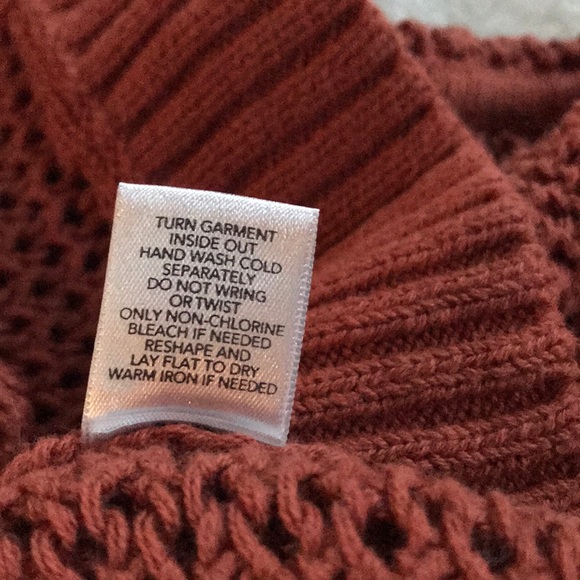 TURN GARMENT
INSIDE OUT
HAND WASH COLD
SEPARATELY
DO NOT WRING
OR TWIST
ONLY NON-CHLORINE
BLEACH IF NEEDED
RESHAPE AND
LAY FLAT TO DRY
WARM IRON IF NEEDED